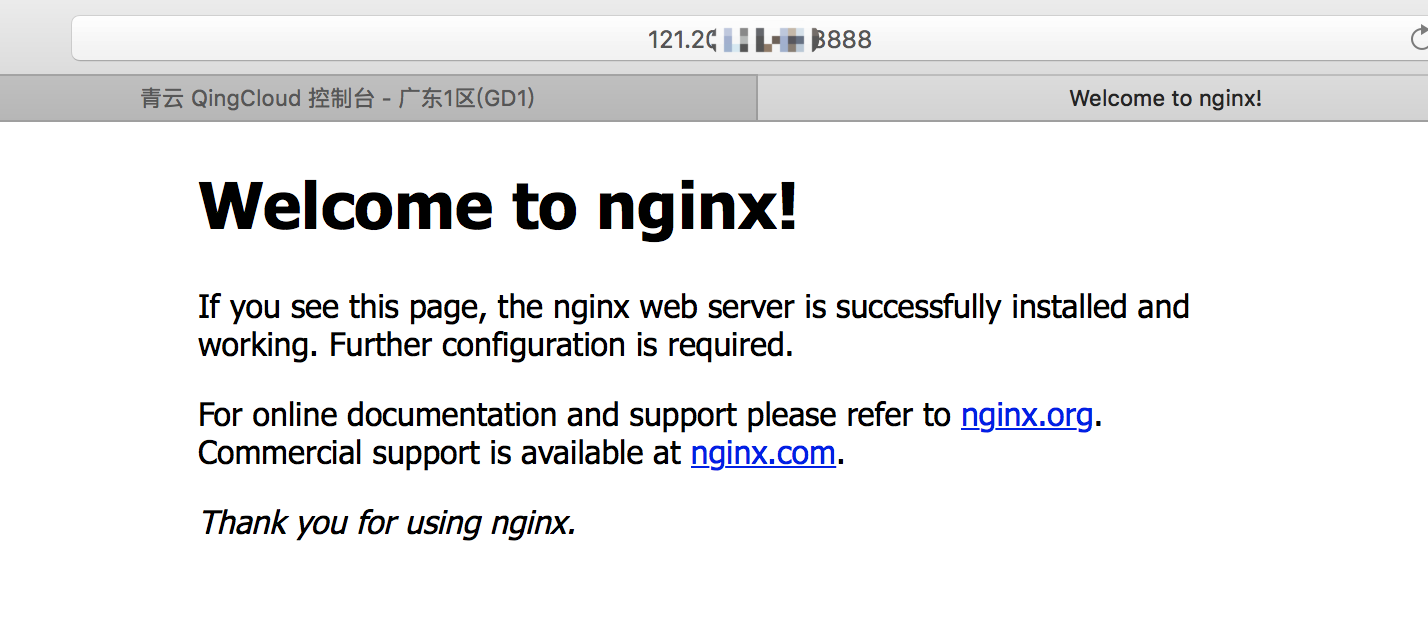 121.20 8888
青云 QingCloud 控制台 - 广东1区(GD1)
Welcome to nginx!
Welcome to nginx!
If you see this page, the nginx web server is successfully installed and
working. Further configuration is required.
For online documentation and support please refer to nginx.org.
Commercial support is available at nginx.com.
Thank you for using nginx.